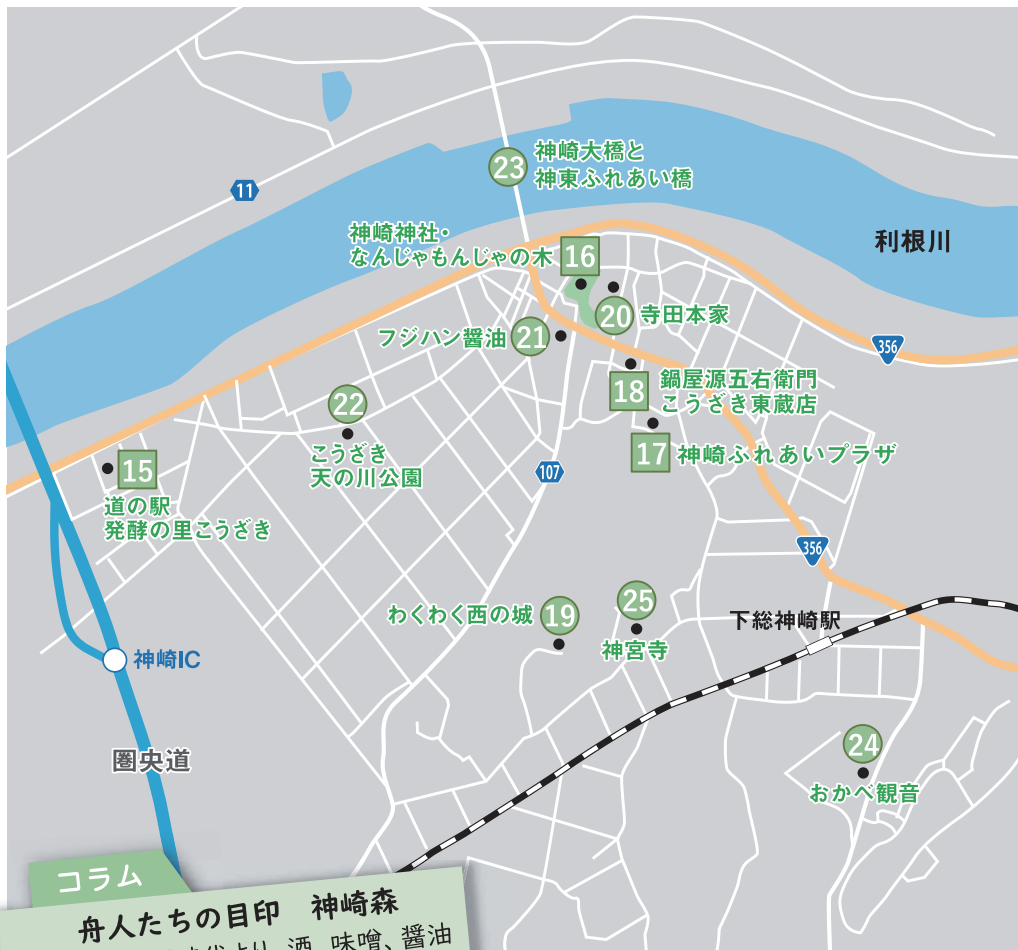 23
神崎大橋と
神東ふれあい橋
11
神崎神社・
なんじゃもんじゃの木
16
利根川
20
寺田本家
フジハン醤油
21
356
18
鍋屋源五右衛門
こうざき東蔵店
22
こうざき
天の川公園
17
神崎ふれあいプラザ
15
道の駅
発酵の里こうざき
107
356
わくわく西の城
19
25
神宮寺
下総神崎駅
神崎IC
圏央道
24
おかべ観音
コラム
舟人たちの目印 神崎森
より、酒、味噌、醤油